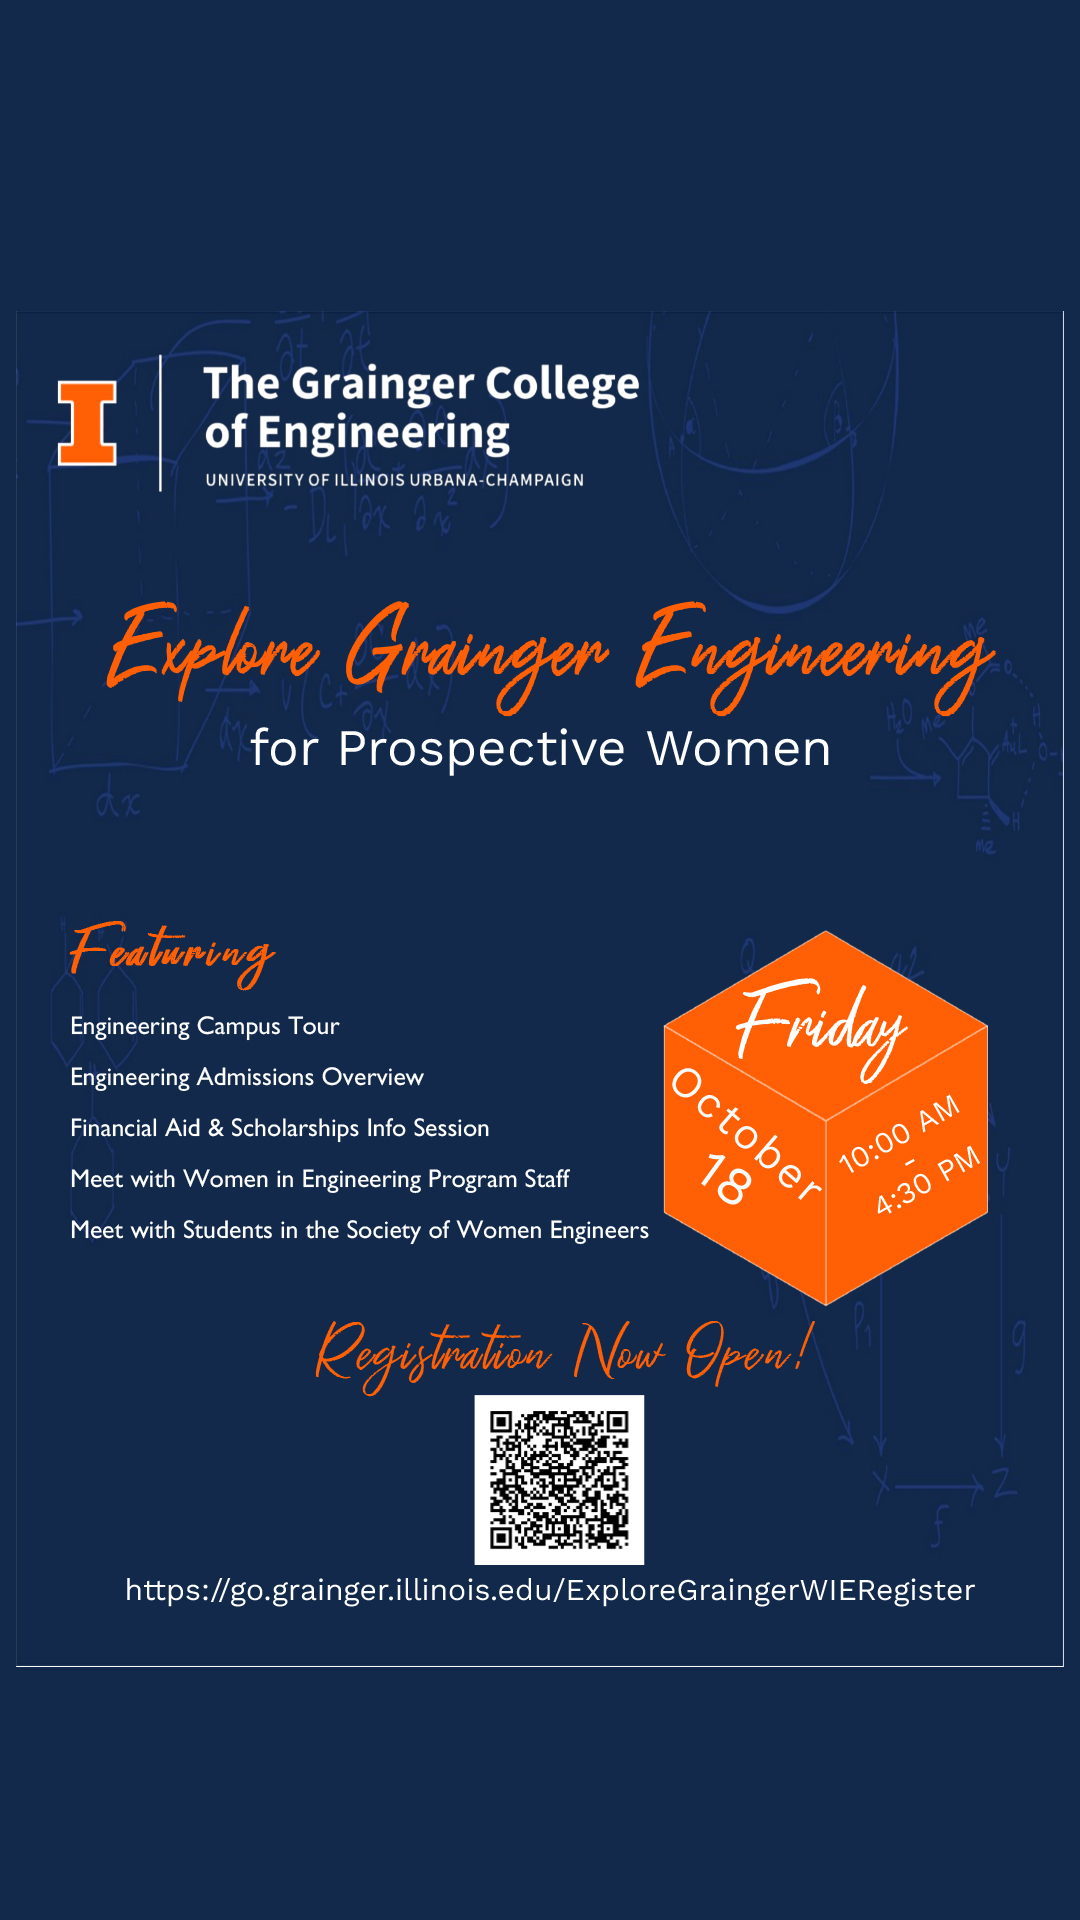 I
The Grainger College
of Engineering
UNIVERSITY OF ILLINOIS URBANA-CHAMPAIGN
Explore Grainger Engineering
for Prospective Women
dx
Featuring
Engineering Campus Tour
Engineering Admissions Overview
Financial Aid & Scholarships Info Session
Meet with Women in Engineering Program Staff
Meet with Students in the Society of Women Engineers
Friday
October
18
10:00 AM
-
4:30 PM
Registration Now Open!
https://go.grainger.illinois.edu/ExploreGraingerWIERegister